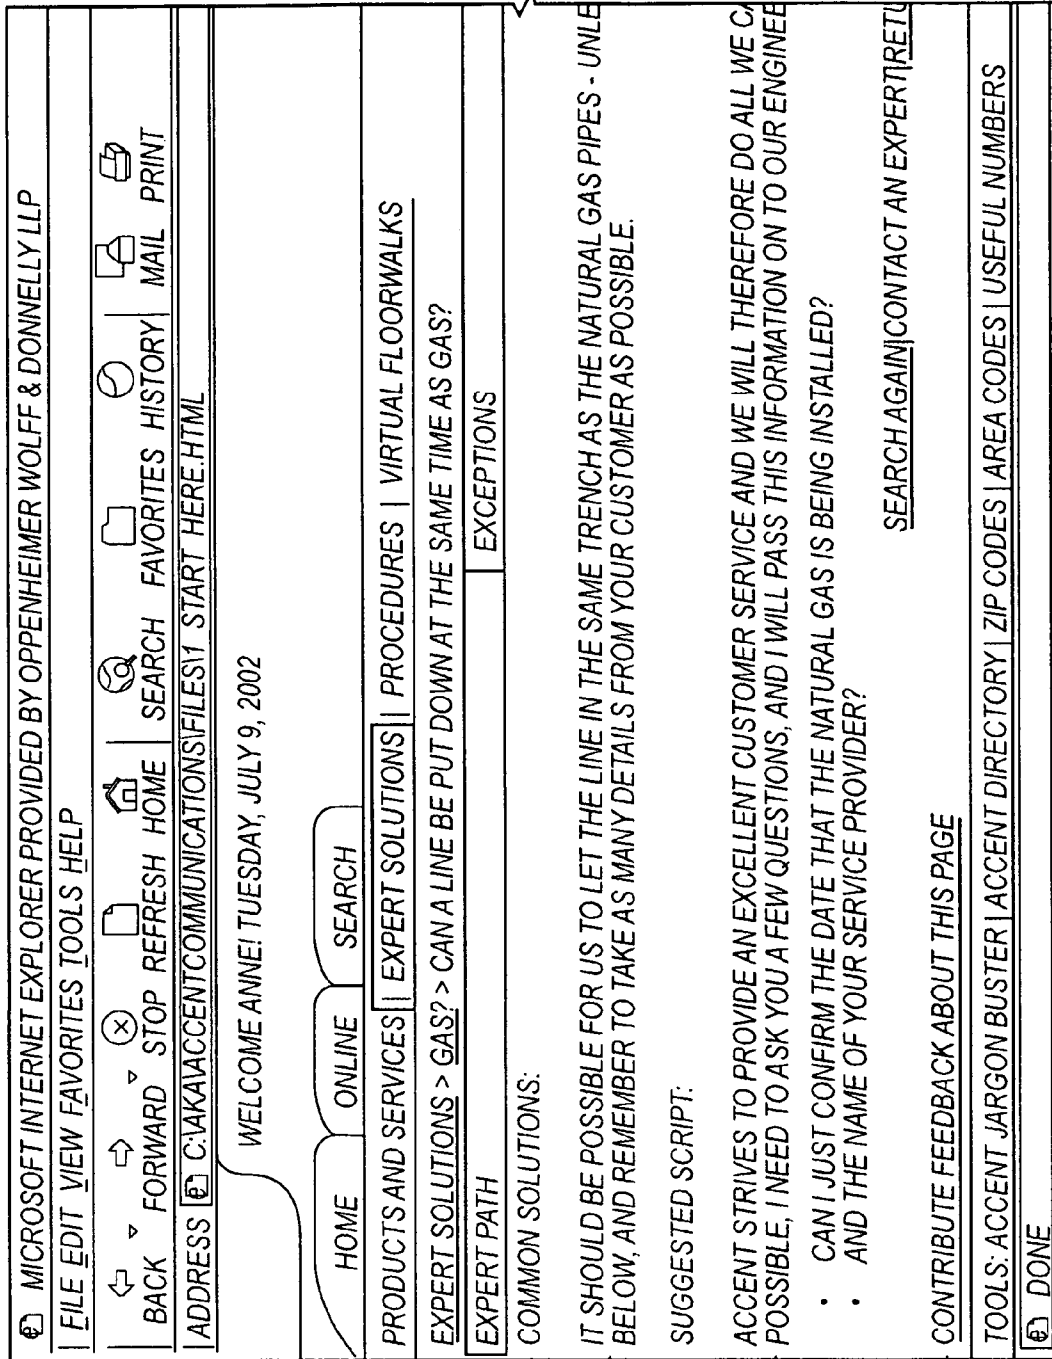 MICROSOFT INTERNET EXPLORER PROVIDED BY OPPENHEIMER WOLFF & DONNELLY LLP
FILE EDIT VIEW FAVORITES TOOLS HELP
BACK FORWARD STOP REFRESH HOME SEARCH FAVORITES HISTORY MAIL PRINT
ADDRESS C:\AKA\ACCENTCOMMUNICATIONS\FILES\1 START HERE.HTML
WELCOME ANNE! TUESDAY, JULY 9, 2002
HOME ONLINE SEARCH
PRODUCTS AND SERVICES | EXPERT SOLUTIONS | PROCEDURES | VIRTUAL FLOORWALKS
EXPERT SOLUTIONS > GAS? > CAN A LINE BE PUT DOWN AT THE SAME TIME AS GAS?
EXPERT PATH EXCEPTIONS
COMMON SOLUTIONS:
IT SHOULD BE POSSIBLE FOR US TO LET THE LINE IN THE SAME TRENCH AS THE NATURAL GAS PIPES - UNLE
BELOW, AND REMEMBER TO TAKE AS MANY DETAILS FROM YOUR CUSTOMER AS POSSIBLE.
SUGGESTED SCRIPT:
ACCENT STRIVES TO PROVIDE AN EXCELLENT CUSTOMER SERVICE AND WE WILL THEREFORE DO ALL WE CA
POSSIBLE, I NEED TO ASK YOU A FEW QUESTIONS, AND I WILL PASS THIS INFORMATION ON TO OUR ENGINEE
• CAN I JUST CONFIRM THE DATE THAT THE NATURAL GAS IS BEING INSTALLED?
• AND THE NAME OF YOUR SERVICE PROVIDER?
SEARCH AGAIN|CONTACT AN EXPERT|RETU
CONTRIBUTE FEEDBACK ABOUT THIS PAGE
TOOLS: ACCENT JARGON BUSTER | ACCENT DIRECTORY | ZIP CODES | AREA CODES | USEFUL NUMBERS
DONE